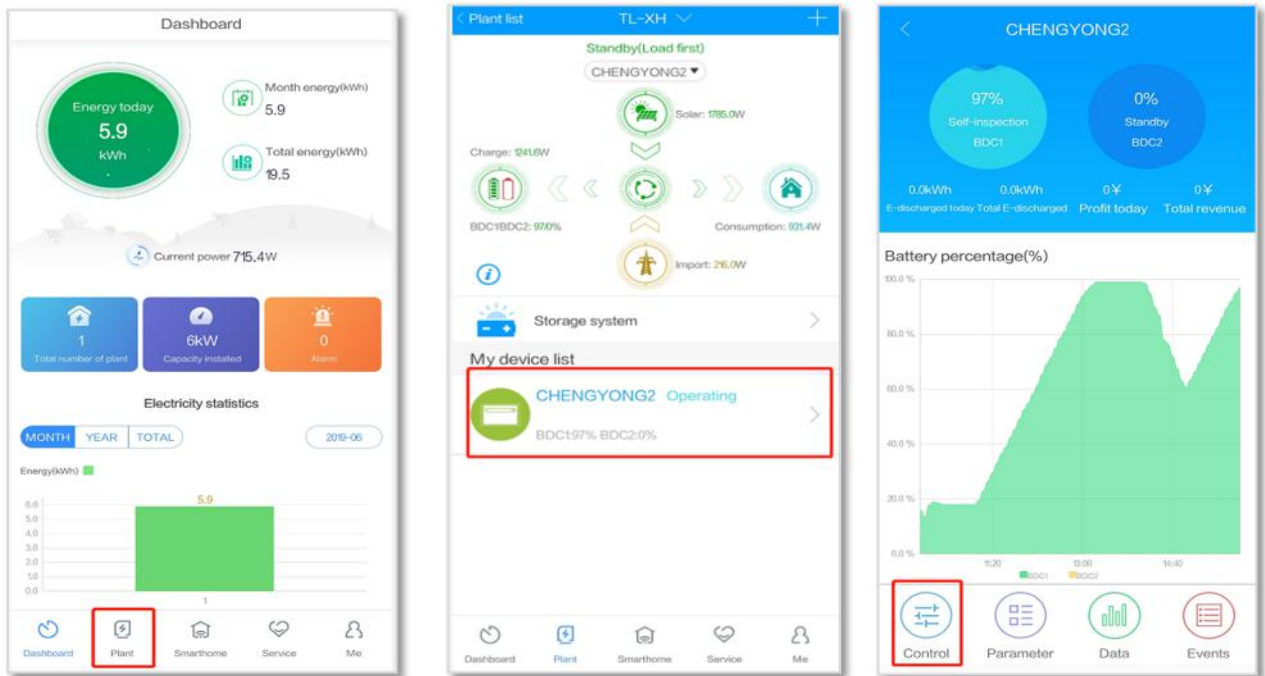 Dashboard
Energy today
5.9
kWh
Month energy(kWh)
5.9
Total energy(kWh)
19.5
Current power 715.4W
1
Total number of plant
6kW
Capacity installed
0
Alarm
Electricity statistics
MONTH YEAR TOTAL 2019-06
Energy(kWh)
5.9
6.0
5.0
4.0
3.0
2.0
1.0
0.0
1
Dashboard Plant Smarthome Service Me
Plant list TL-XH
Standby(Load first)
CHENGYONG2
Solar: 1785.0W
Charge: 1241.6W
BDC1BDC2: 97.0%
Consumption: 931.4W
Import: 216.0W
Storage system
My device list
CHENGYONG2 Operating
BDC1:97% BDC2:0%
Dashboard Plant Smarthome Service Me
CHENGYONG2
97%
Self-inspection
BDC1
0%
Standby
BDC2
0.0kWh 0.0kWh 0¥ 0¥
E-discharged today Total E-discharged Profit today Total revenue
Battery percentage(%)
100.0 %
80.0 %
60.0 %
40.0 %
20.0 %
0.0 %
11:20 13:00 14:40
BDC1 BDC2
Control Parameter Data Events